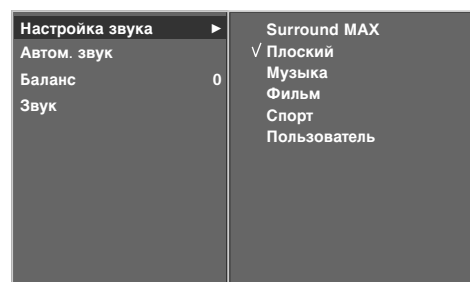 Настройка звука ►
Автом. звук
Баланс 0
Звук
Surround MAX
√ Плоский
Музыка
Фильм
Спорт
Пользователь